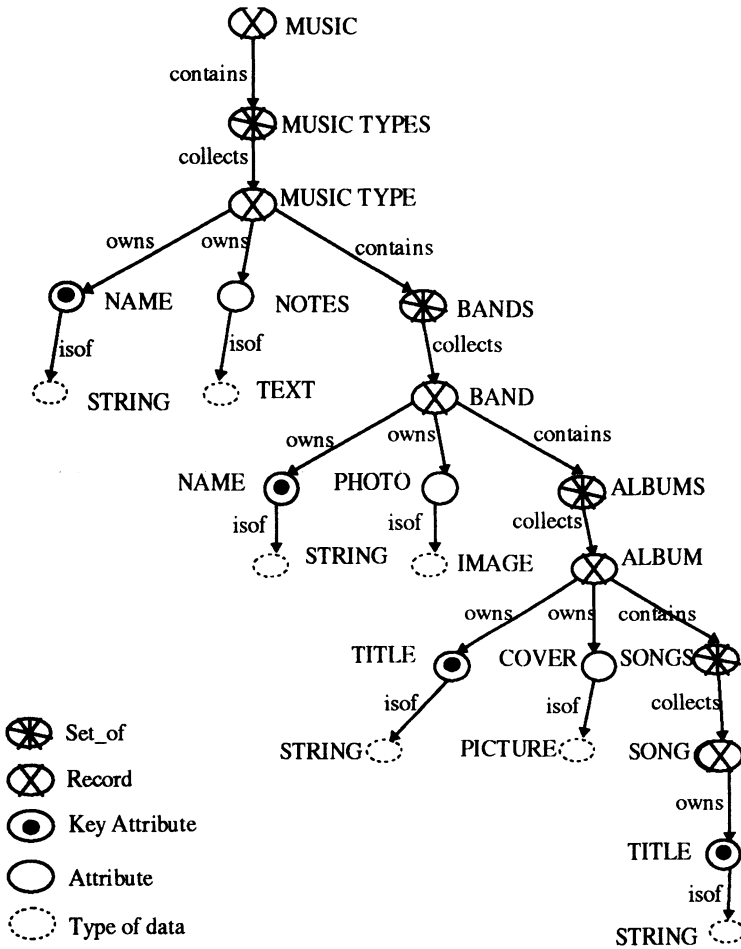 MUSIC
contains
MUSIC TYPES
collects
MUSIC TYPE
owns
owns
contains
NAME
NOTES
BANDS
isof
isof
collects
STRING
TEXT
BAND
owns
owns
contains
NAME
PHOTO
ALBUMS
isof
isof
collects
STRING
IMAGE
ALBUM
owns
owns
contains
TITLE
COVER
SONGS
isof
isof
collects
STRING
PICTURE
SONG
owns
TITLE
isof
STRING
Set_of
Record
Key Attribute
Attribute
Type of data